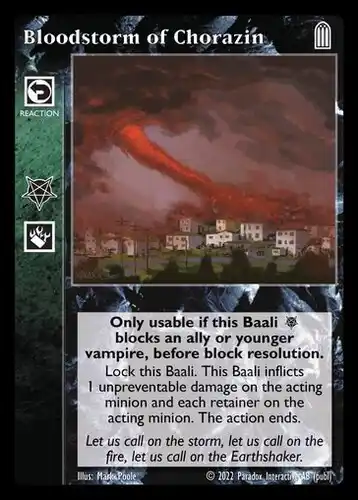 Bloodstorm of Chorazin
REACTION
Only usable if this Baali
blocks an ally or younger
vampire, before block resolution.
Lock this Baali. This Baali inflicts
1 unpreventable damage on the acting
minion and each retainer on the
acting minion. The action ends.
Let us call on the storm, let us call on the
fire, let us call on the Earthshaker.
Illus: Mark Poole © 2022 Paradox Interactive AB (publ)